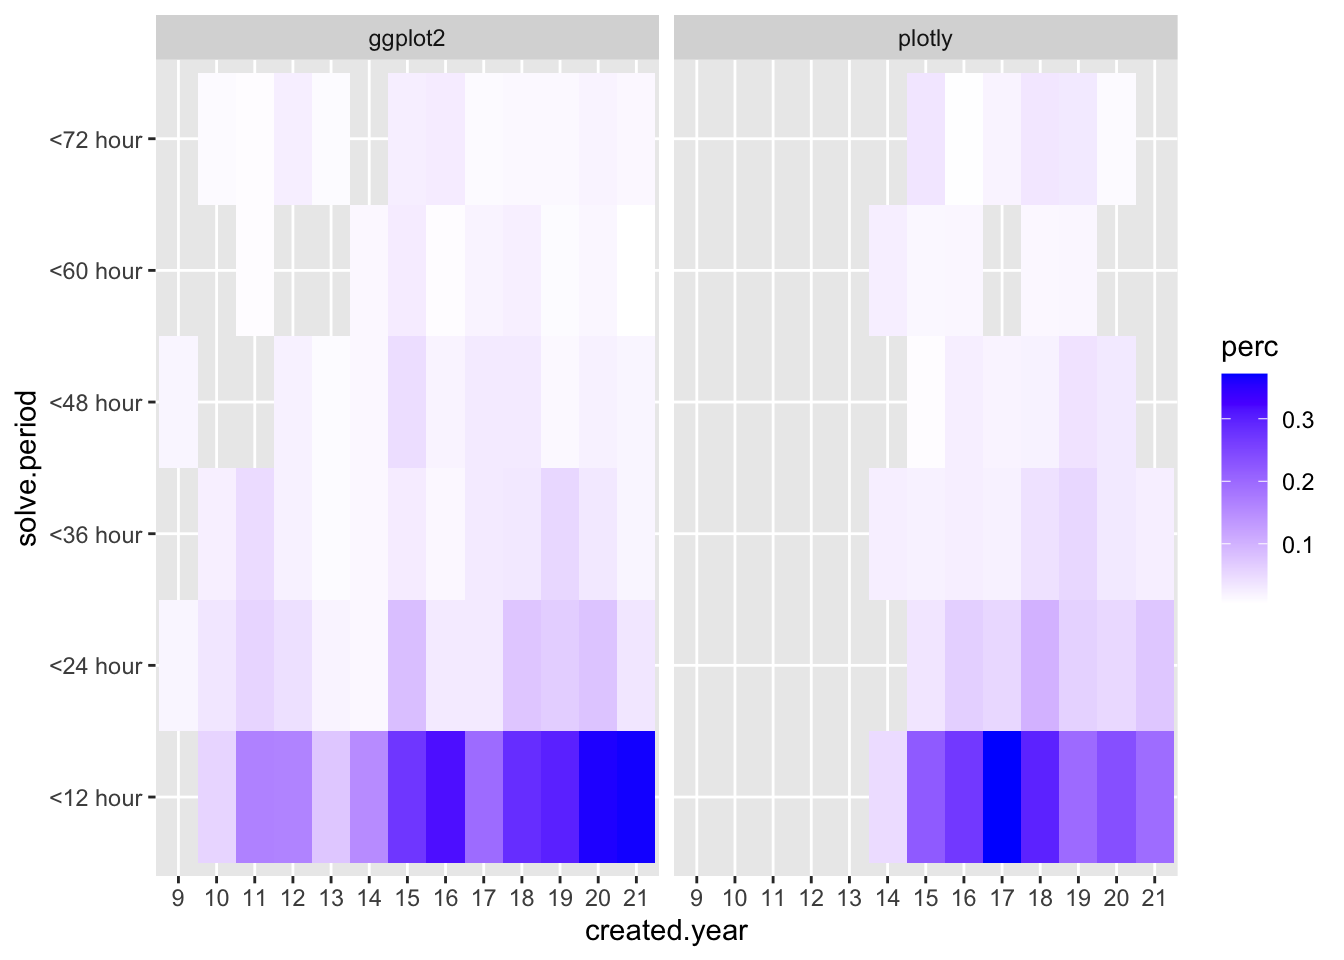 ggplot2 plotly
<72 hour
<60 hour
<48 hour
<36 hour
<24 hour
<12 hour
solve.period
9 10 11 12 13 14 15 16 17 18 19 20 21
9 10 11 12 13 14 15 16 17 18 19 20 21
created.year
perc
0.3
0.2
0.1